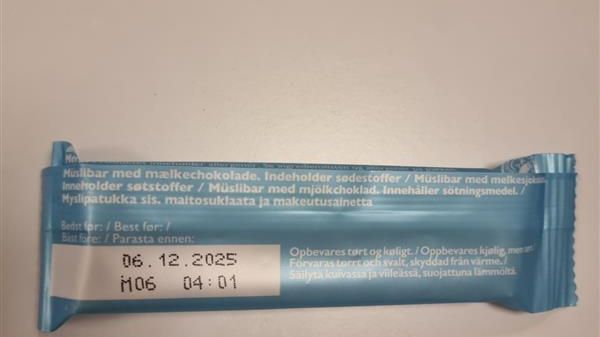 Müslibar med mælkechokolade. Indeholder sødestoffer / Müslibar med melkesjokolade.
Inneholder søtstoffer / Müslibar med mjölkchoklad. Innehåller sötningsmedel. /
Myslipatukka sis. maitosuklaata ja makeutusainetta
Bedst før: / Best før: /
Bäst före: / Parasta ennen:
06.12.2025
M06 04:01
Opbevares tørt og køligt. / Oppbevares kjølig, men tørt. /
Förvaras torrt och svalt, skyddad från värme. /
Säilytä kuivassa ja viileässä, suojattuna lämmöltä.